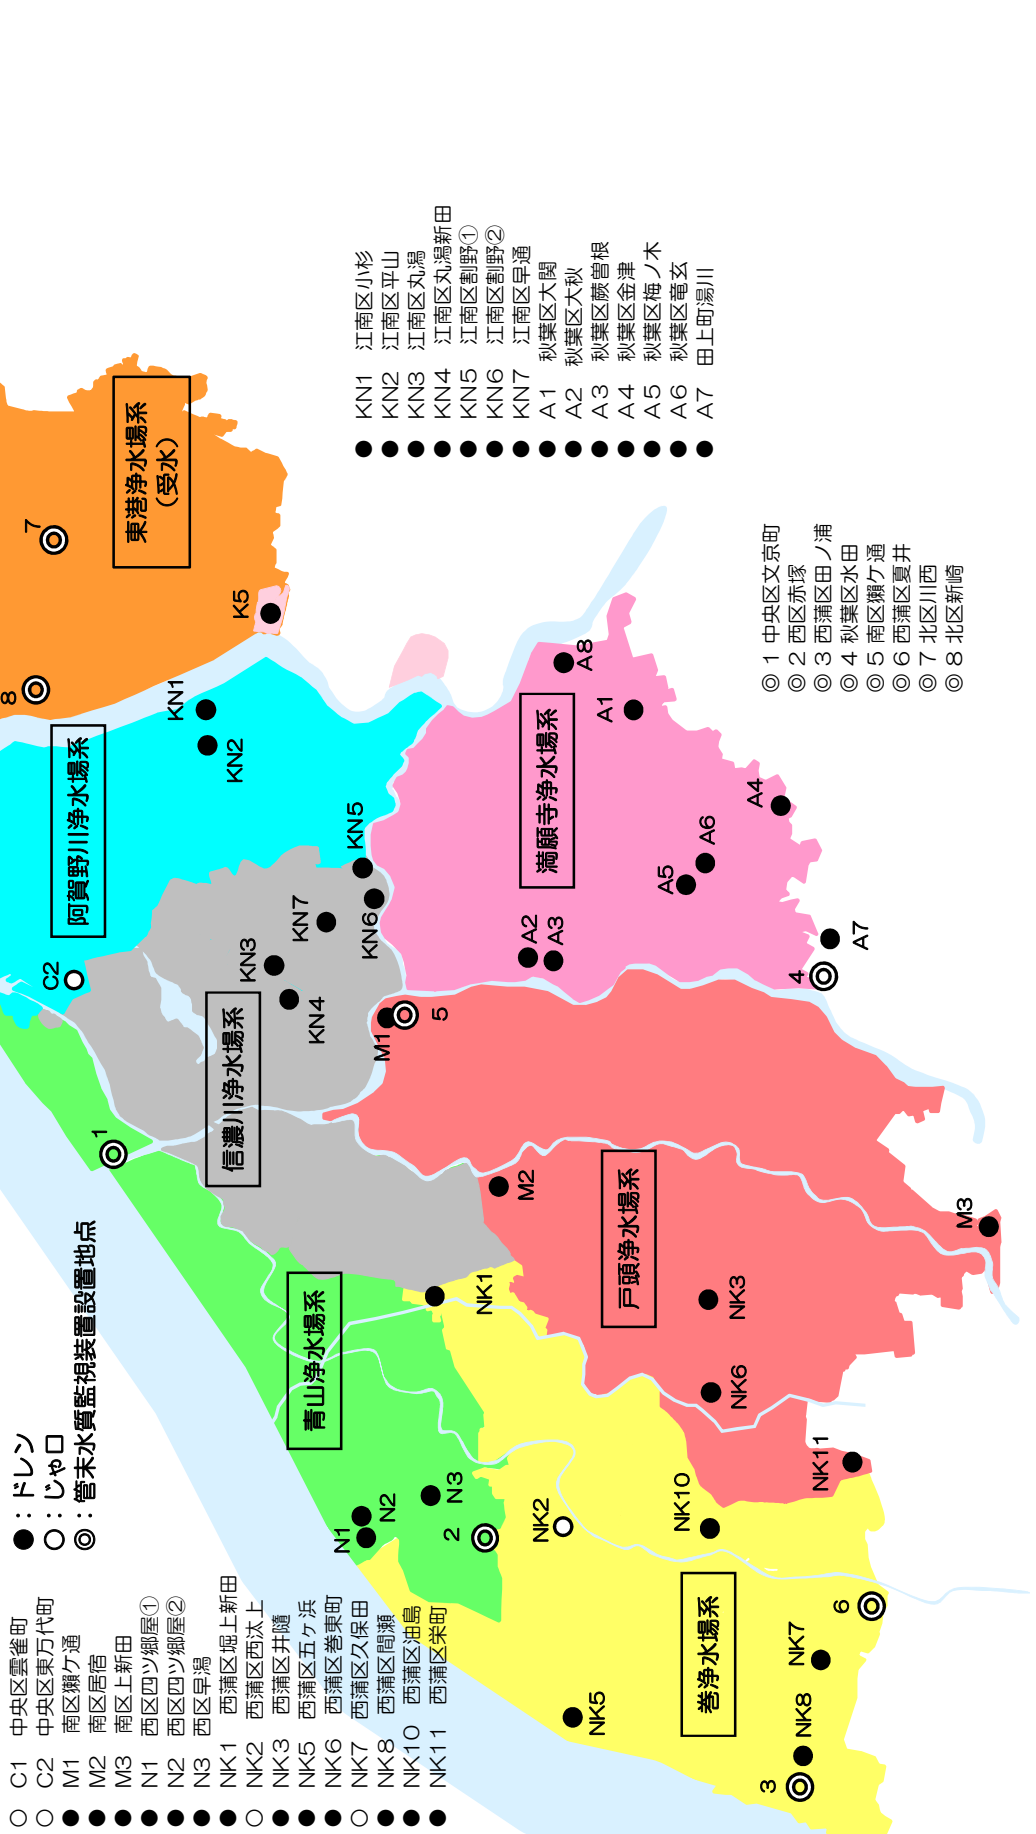 ●：ドレン
○：じゃ口
◎：管末水質監視装置設置地点
○ C1 中央区雲雀町
○ C2 中央区東万代町
● M1 南区獺ケ通
● M2 南区居宿
● M3 南区上新田
● N1 西区四ツ郷屋①
● N2 西区四ツ郷屋②
● N3 西区早潟
● NK1 西蒲区堀上新田
○ NK2 西蒲区西汰上
● NK3 西蒲区井随
● NK5 西蒲区五ヶ浜
● NK6 西蒲区巻東町
○ NK7 西蒲区久保田
● NK8 西蒲区間瀬
● NK10 西蒲区油島
● NK11 西蒲区栄町
● KN1 江南区小杉
● KN2 江南区平山
● KN3 江南区丸潟
● KN4 江南区丸潟新田
● KN5 江南区割野①
● KN6 江南区割野②
● KN7 江南区早通
● A1 秋葉区大関
● A2 秋葉区大秋
● A3 秋葉区蕨曽根
● A4 秋葉区金津
● A5 秋葉区梅ノ木
● A6 秋葉区竜玄
● A7 田上町湯川
◎ 1 中央区文京町
◎ 2 西区赤塚
◎ 3 西蒲区田ノ浦
◎ 4 秋葉区水田
◎ 5 南区獺ケ通
◎ 6 西蒲区夏井
◎ 7 北区川西
◎ 8 北区新崎
東港浄水場系
（受水）
阿賀野川浄水場系
信濃川浄水場系
青山浄水場系
満願寺浄水場系
戸頭浄水場系
巻浄水場系
7
8
K5
KN1
KN2
C2
KN5
KN7
KN6
KN3
KN4
M1
5
1
A8
A1
A4
A6
A5
A2
A3
A7
4
M2
M3
NK1
NK3
NK6
NK11
NK10
NK2
N3
N2
N1
2
6
NK7
NK8
3
NK5